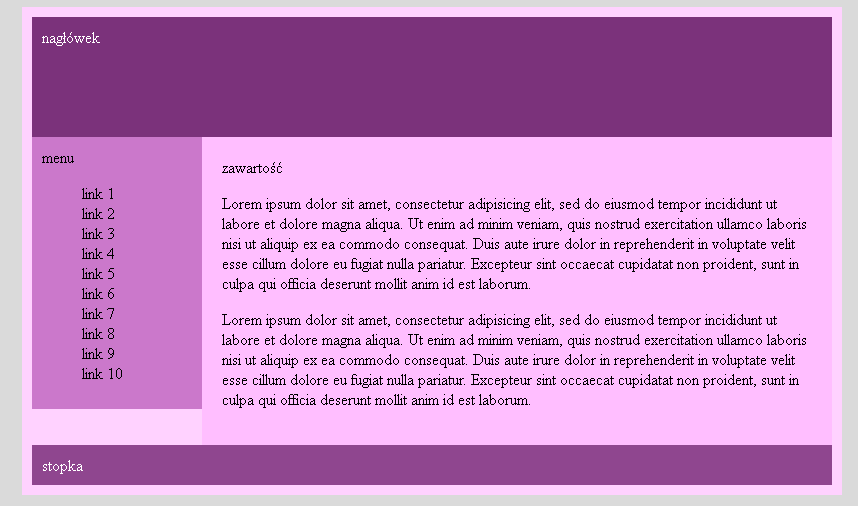 nagłówek
menu
link 1
link 2
link 3
link 4
link 5
link 6
link 7
link 8
link 9
link 10
zawartość
Lorem ipsum dolor sit amet, consectetur adipisicing elit, sed do eiusmod tempor incididunt ut
labore et dolore magna aliqua. Ut enim ad minim veniam, quis nostrud exercitation ullamco laboris
nisi ut aliquip ex ea commodo consequat. Duis aute irure dolor in reprehenderit in voluptate velit
esse cillum dolore eu fugiat nulla pariatur. Excepteur sint occaecat cupidatat non proident, sunt in
culpa qui officia deserunt mollit anim id est laborum.
Lorem ipsum dolor sit amet, consectetur adipisicing elit, sed do eiusmod tempor incididunt ut
labore et dolore magna aliqua. Ut enim ad minim veniam, quis nostrud exercitation ullamco laboris
nisi ut aliquip ex ea commodo consequat. Duis aute irure dolor in reprehenderit in voluptate velit
esse cillum dolore eu fugiat nulla pariatur. Excepteur sint occaecat cupidatat non proident, sunt in
culpa qui officia deserunt mollit anim id est laborum.
stopka